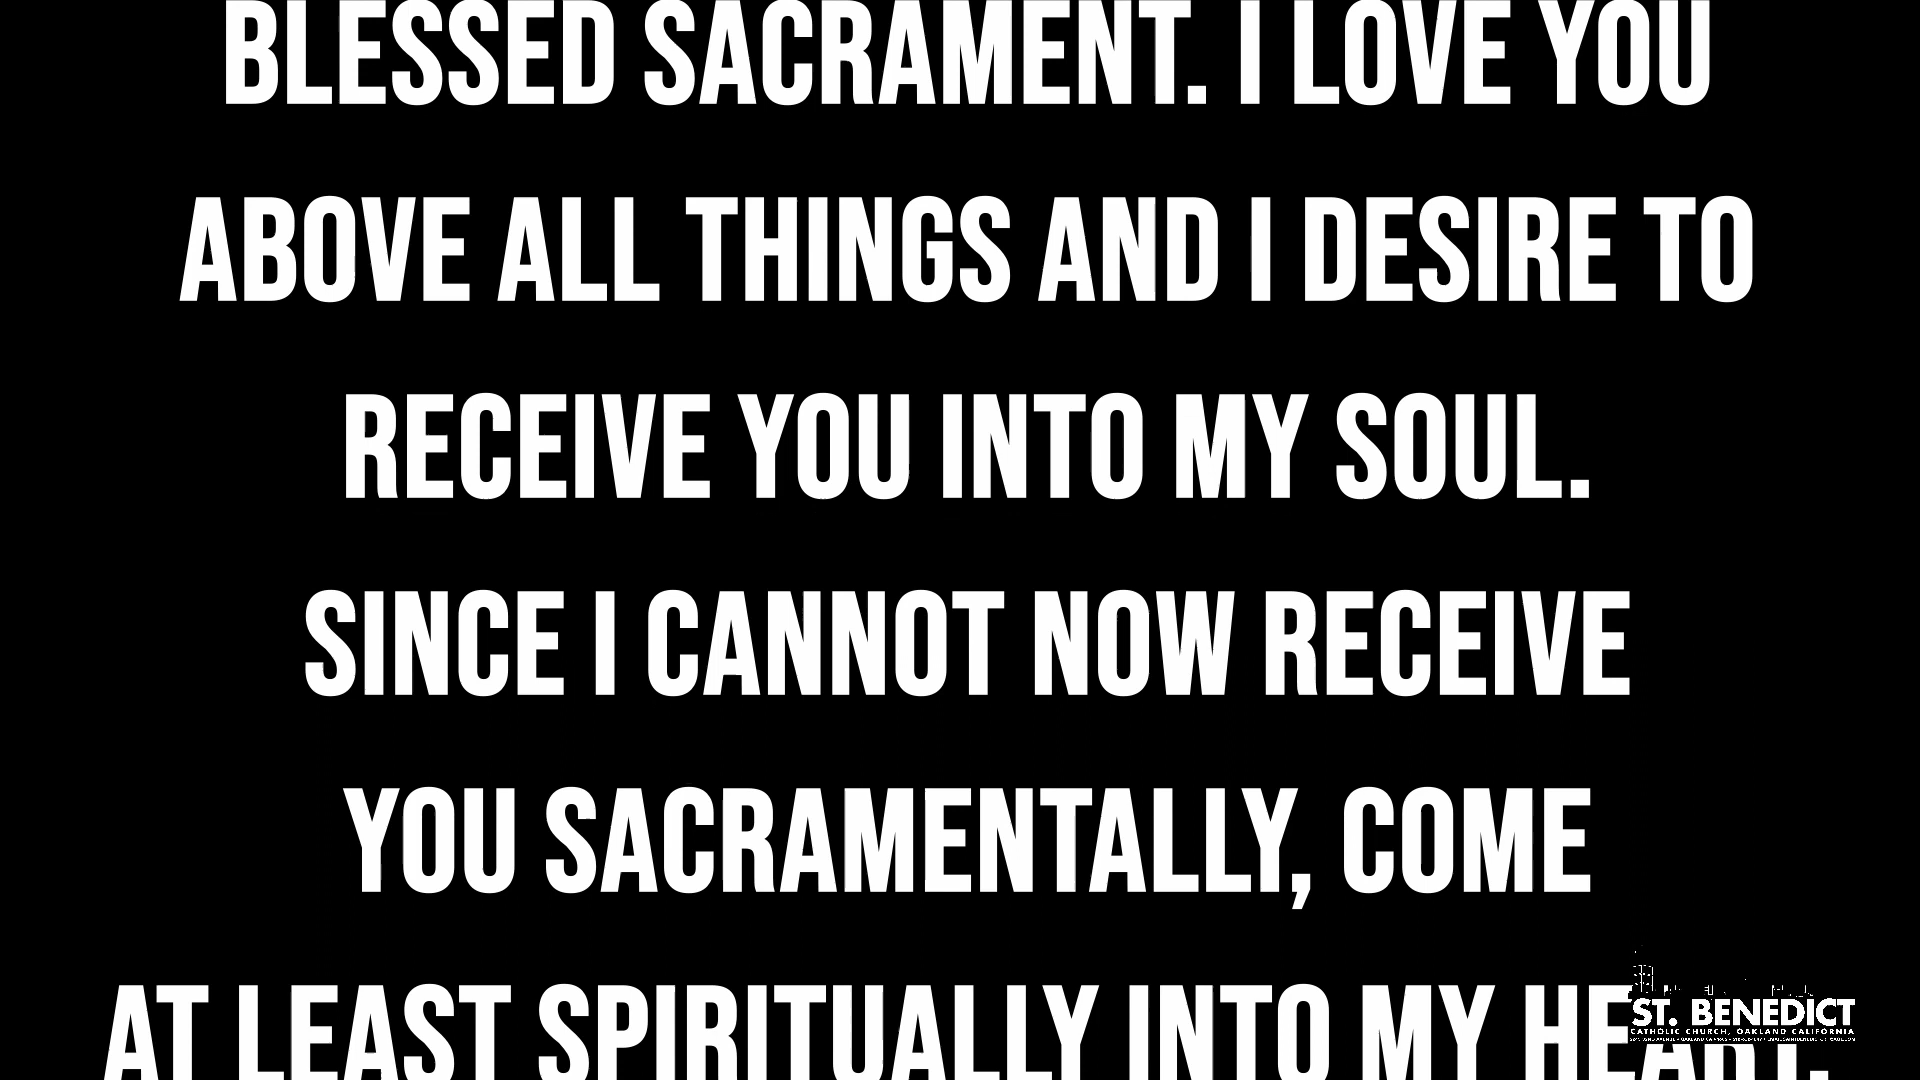 BLESSED SACRAMENT. I LOVE YOU
ABOVE ALL THINGS AND I DESIRE TO
RECEIVE YOU INTO MY SOUL.
SINCE I CANNOT NOW RECEIVE
YOU SACRAMENTALLY, COME
AT LEAST SPIRITUALLY INTO MY HEART.
ST. BENEDICT
CATHOLIC CHURCH, OAKLAND CALIFORNIA